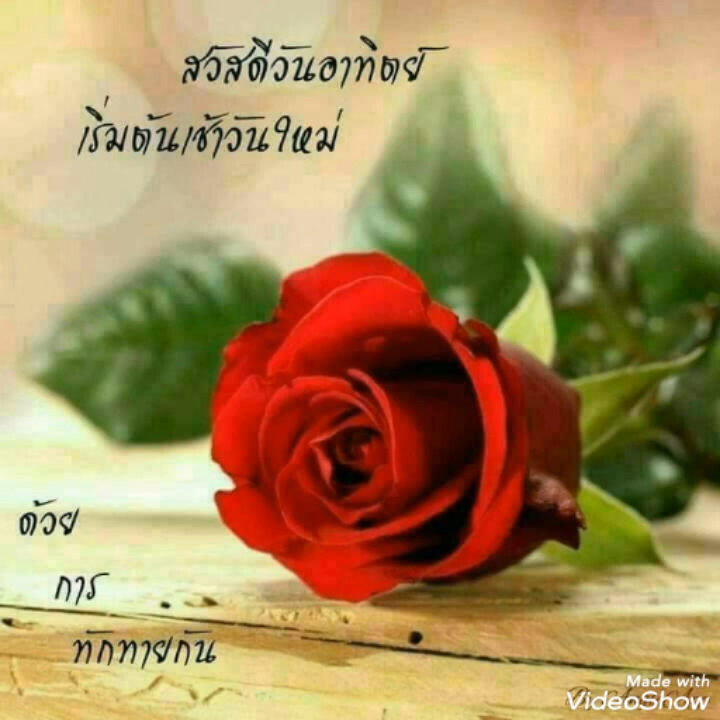 สวัสดีวันอาทิตย์
เริ่มต้นเช้าวันใหม่
ด้วย
การ
ทักทายกัน
Made with
VideoShow